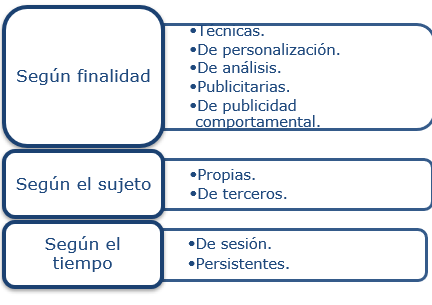 Según finalidad
•Técnicas.
•De personalización.
•De análisis.
•Publicitarias.
•De publicidad
comportamental.
Según el sujeto
•Propias.
•De terceros.
Según el
tiempo
•De sesión.
•Persistentes.